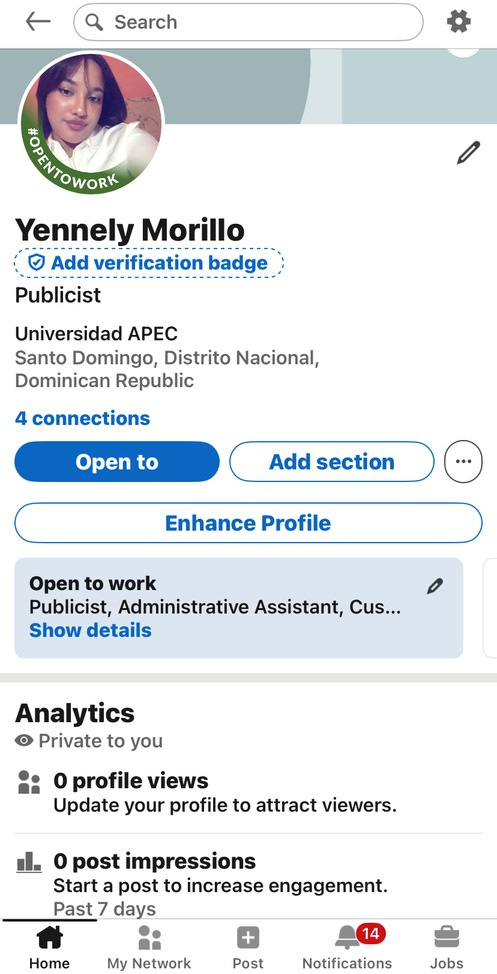 Search
#OPENTOWORK
Yennely Morillo
Add verification badge
Publicist
Universidad APEC
Santo Domingo, Distrito Nacional,
Dominican Republic
4 connections
Open to
Add section
Enhance Profile
Open to work
Publicist, Administrative Assistant, Cus...
Show details
Analytics
Private to you
0 profile views
Update your profile to attract viewers.
0 post impressions
Start a post to increase engagement.
Past 7 days
14
Home
My Network
Post
Notifications
Jobs